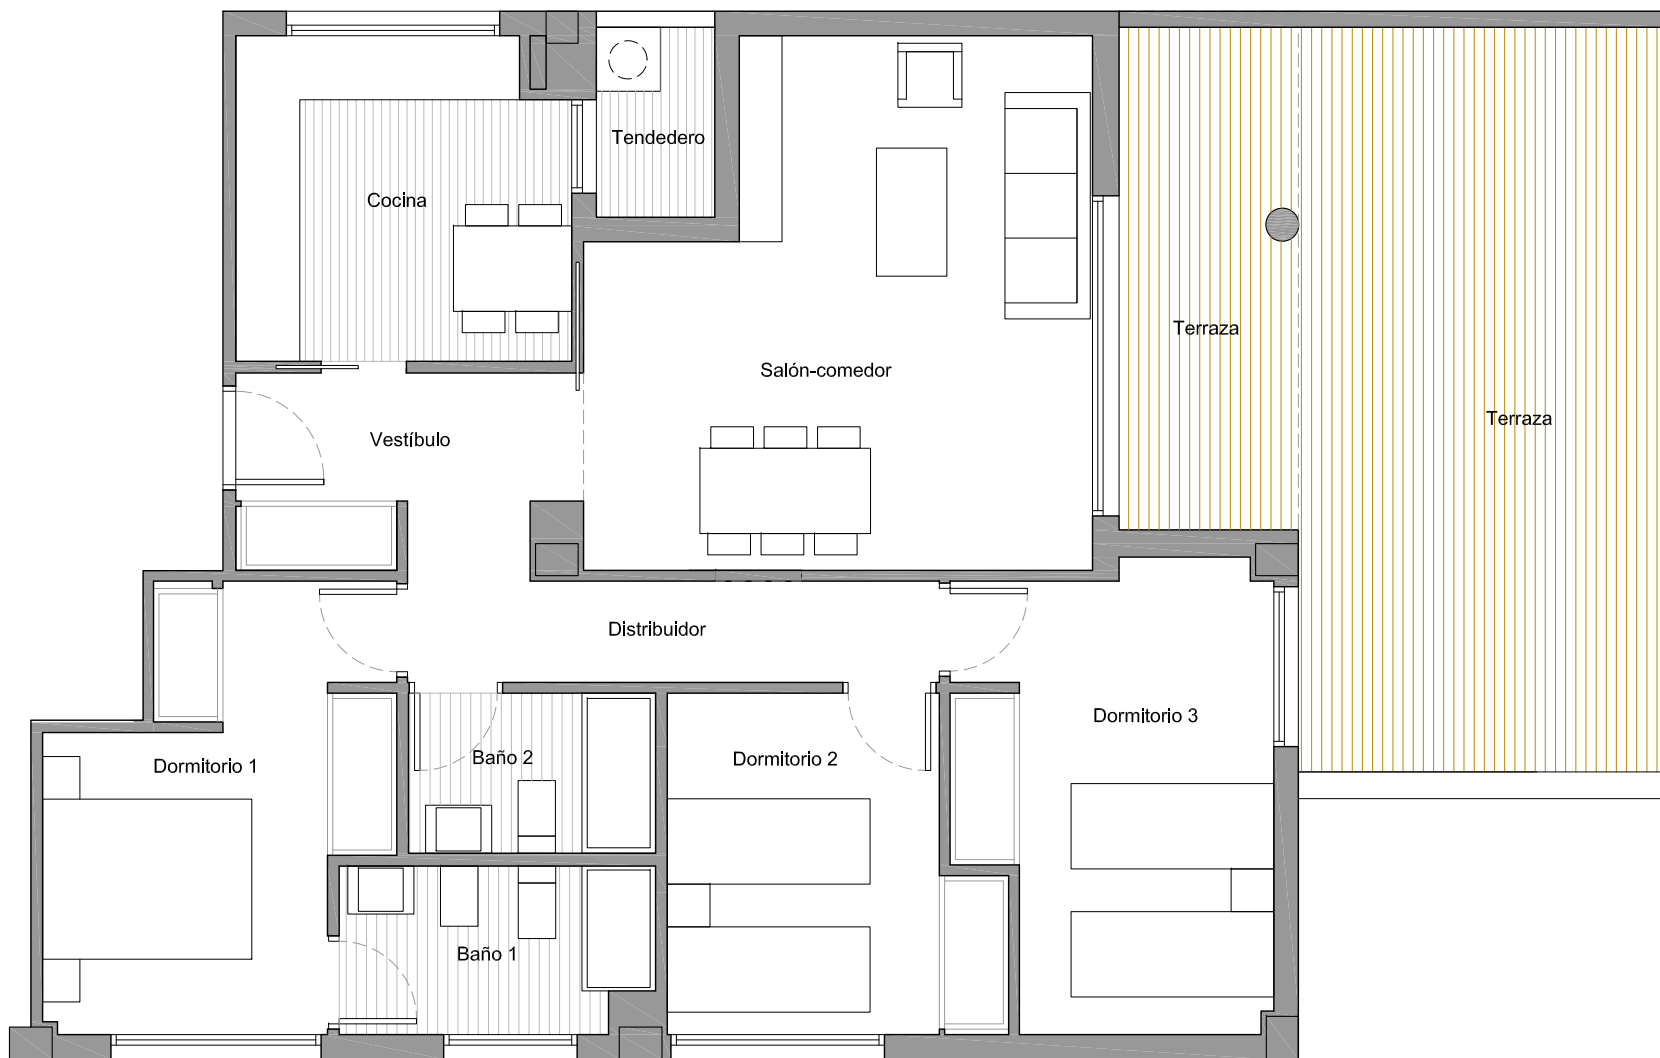 Tendedero
Cocina
Terraza
Salón-comedor
Terraza
Vestíbulo
Distribuidor
Dormitorio 3
Dormitorio 1
Baño 2
Dormitorio 2
Baño 1